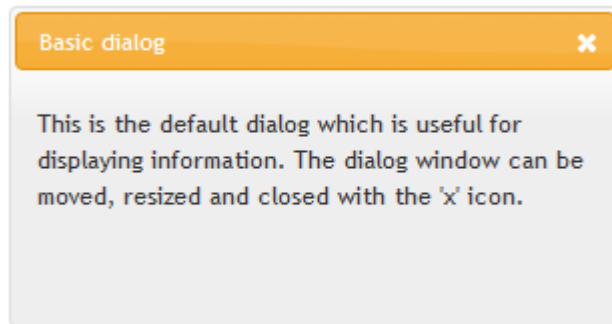 Basic dialog
This is the default dialog which is useful for
displaying information. The dialog window can be
moved, resized and closed with the 'x' icon.